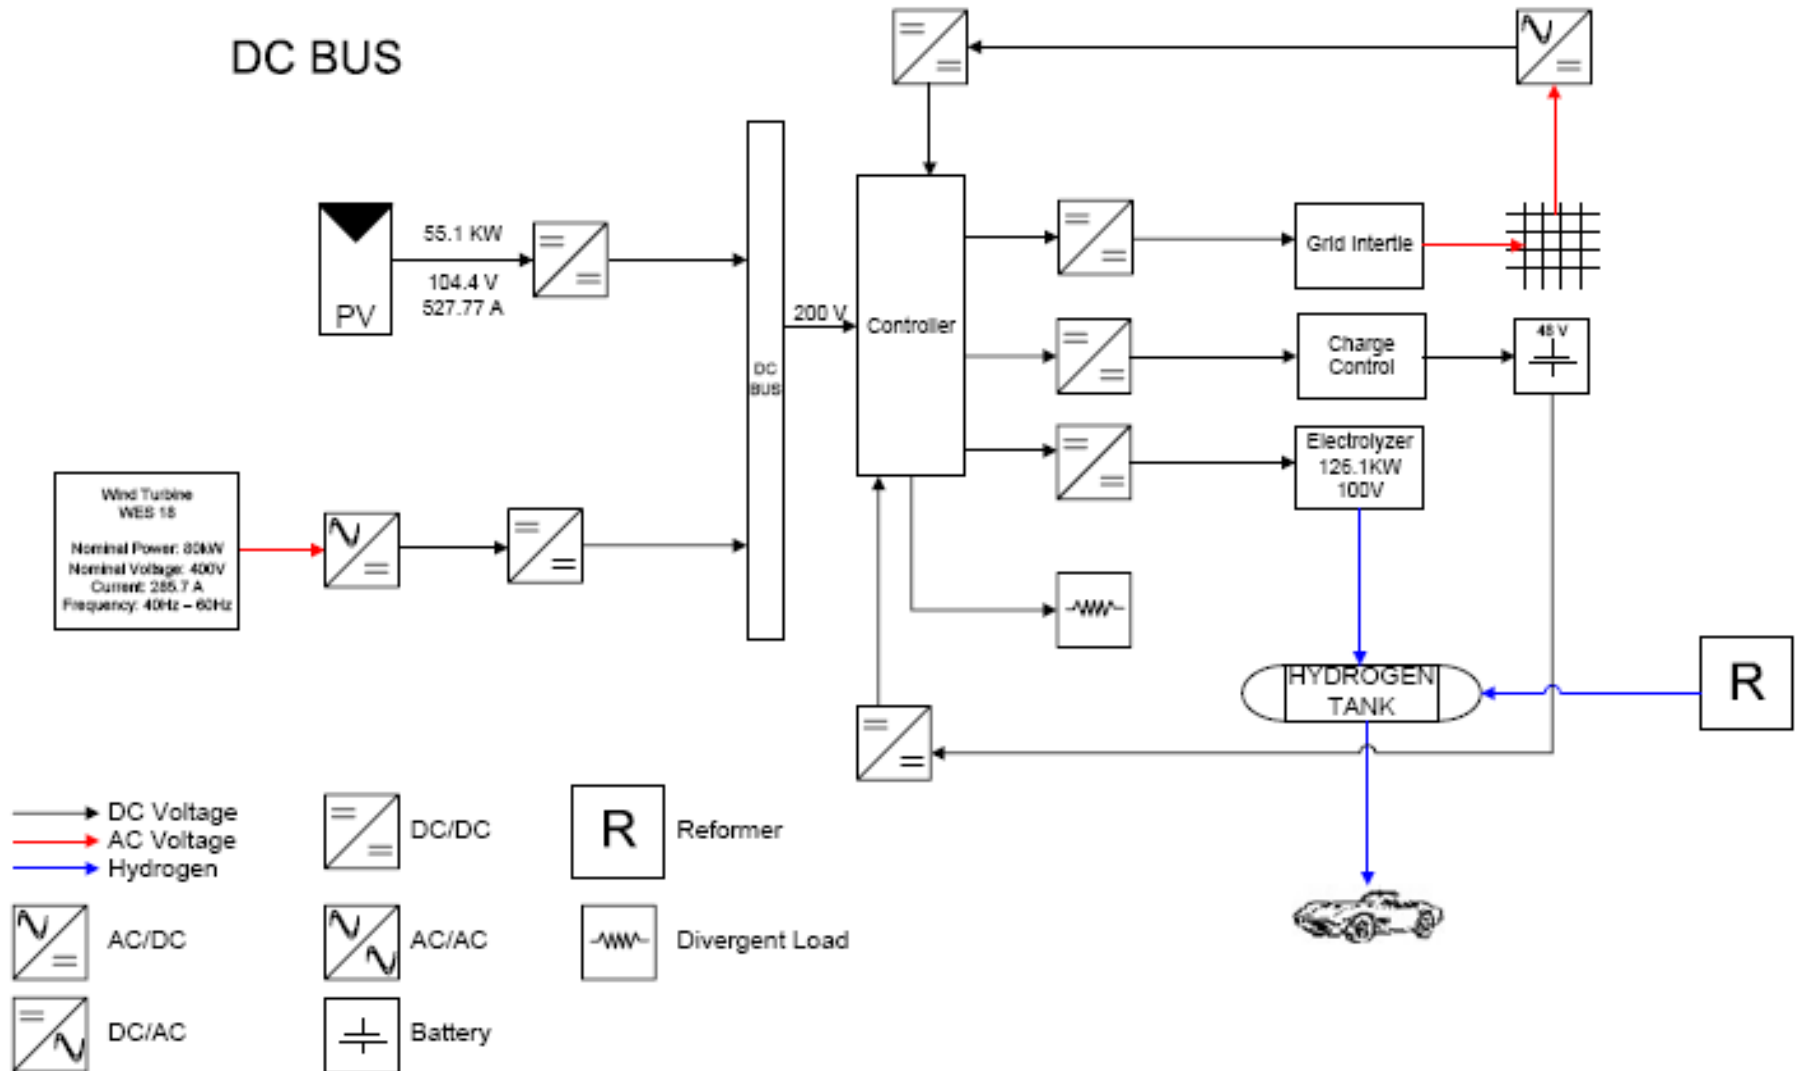 DC BUS
55.1 KW
104.4 V
527.77 A
PV
DC
BUS
200 V
Controller
Grid Intertie
Charge
Control
48 V
Electrolyzer
126.1KW
100V
Wind Turbine
WES 18
Nominal Power: 80kW
Nominal Voltage: 400V
Current: 285.7 A
Frequency: 40Hz – 60Hz
HYDROGEN
TANK
R
DC Voltage
AC Voltage
Hydrogen
DC/DC
R
Reformer
AC/DC
AC/AC
Divergent Load
DC/AC
Battery